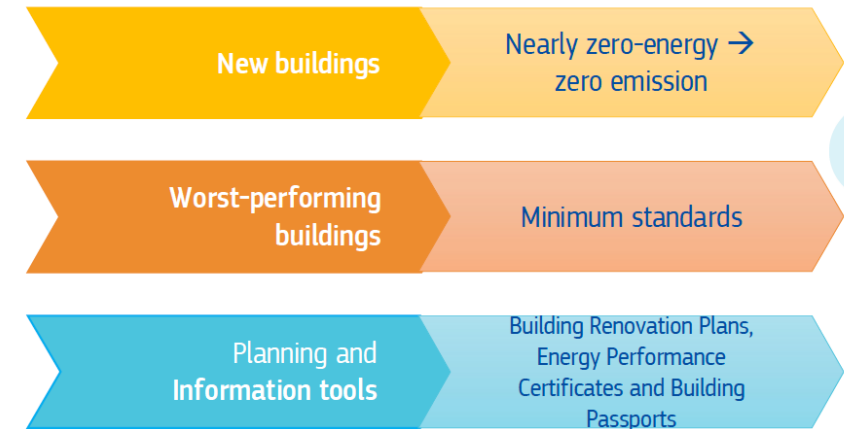 New buildings
Nearly zero-energy →
zero emission
Worst-performing
buildings
Minimum standards
Planning and
Information tools
Building Renovation Plans,
Energy Performance
Certificates and Building
Passports